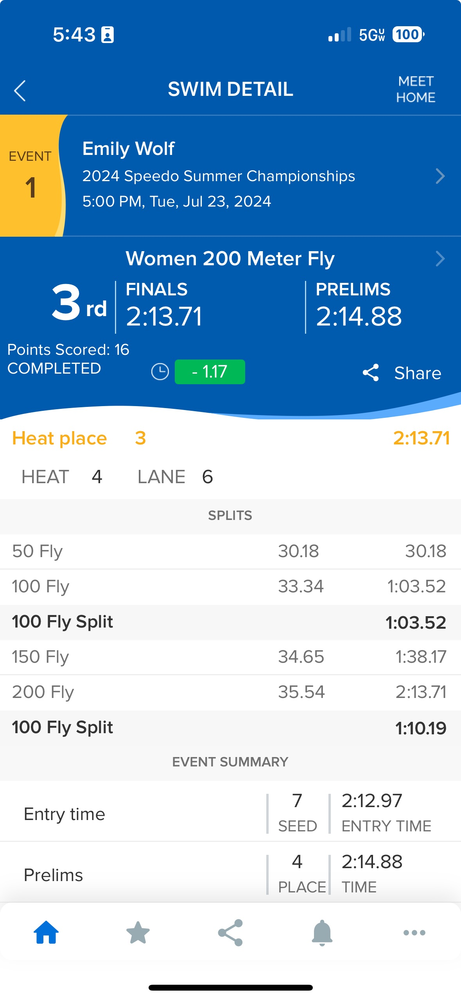 5:43 5GUW 100
SWIM DETAIL
MEET
HOME
EVENT
1
Emily Wolf
2024 Speedo Summer Championships
5:00 PM, Tue, Jul 23, 2024
Women 200 Meter Fly
3 rd
FINALS
2:13.71
PRELIMS
2:14.88
Points Scored: 16
COMPLETED
- 1.17
Share
Heat place 3 2:13.71
HEAT 4 LANE 6
SPLITS
50 Fly 30.18 30.18
100 Fly 33.34 1:03.52
100 Fly Split 1:03.52
150 Fly 34.65 1:38.17
200 Fly 35.54 2:13.71
100 Fly Split 1:10.19
EVENT SUMMARY
Entry time
7
SEED
2:12.97
ENTRY TIME
Prelims
4
PLACE
2:14.88
TIME